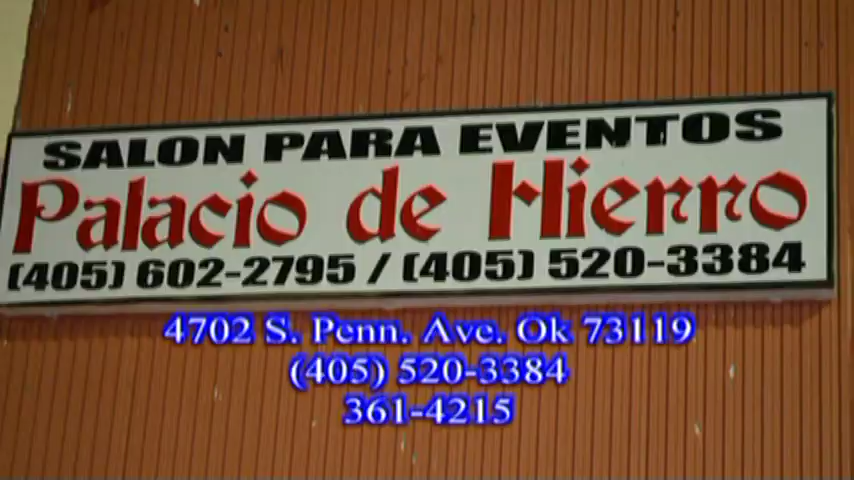 SALON PARA EVENTOS
Palacio de Hierro
(405) 602-2795 / (405) 520-3384
4702 S. Penn. Ave. Ok 73119
(405) 520-3384
361-4215